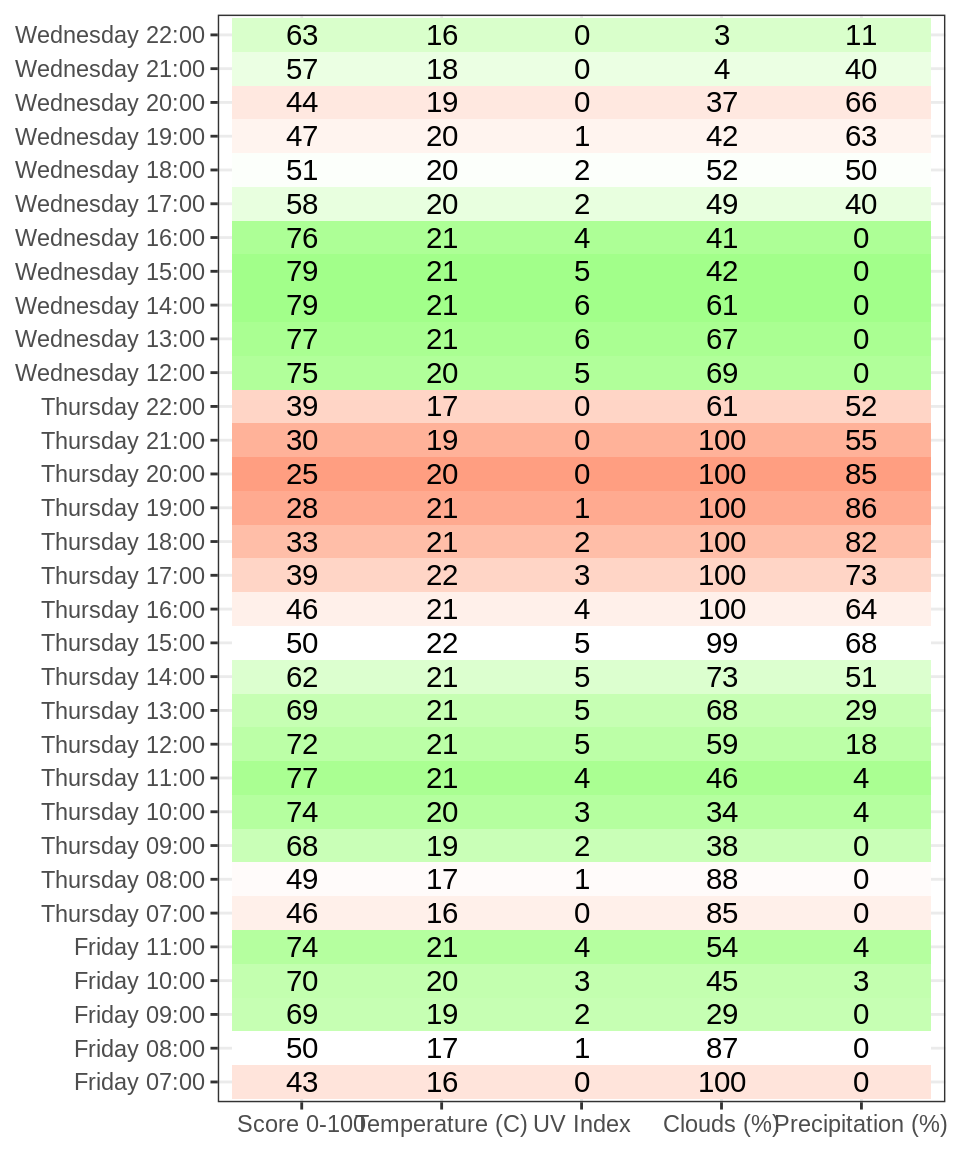 Wednesday 22:00 63 16 0 3 11
Wednesday 21:00 57 18 0 4 40
Wednesday 20:00 44 19 0 37 66
Wednesday 19:00 47 20 1 42 63
Wednesday 18:00 51 20 2 52 50
Wednesday 17:00 58 20 2 49 40
Wednesday 16:00 76 21 4 41 0
Wednesday 15:00 79 21 5 42 0
Wednesday 14:00 79 21 6 61 0
Wednesday 13:00 77 21 6 67 0
Wednesday 12:00 75 20 5 69 0
Thursday 22:00 39 17 0 61 52
Thursday 21:00 30 19 0 100 55
Thursday 20:00 25 20 0 100 85
Thursday 19:00 28 21 1 100 86
Thursday 18:00 33 21 2 100 82
Thursday 17:00 39 22 3 100 73
Thursday 16:00 46 21 4 100 64
Thursday 15:00 50 22 5 99 68
Thursday 14:00 62 21 5 73 51
Thursday 13:00 69 21 5 68 29
Thursday 12:00 72 21 5 59 18
Thursday 11:00 77 21 4 46 4
Thursday 10:00 74 20 3 34 4
Thursday 09:00 68 19 2 38 0
Thursday 08:00 49 17 1 88 0
Thursday 07:00 46 16 0 85 0
Friday 11:00 74 21 4 54 4
Friday 10:00 70 20 3 45 3
Friday 09:00 69 19 2 29 0
Friday 08:00 50 17 1 87 0
Friday 07:00 43 16 0 100 0
Score 0-100 Temperature (C) UV Index Clouds (%) Precipitation (%)